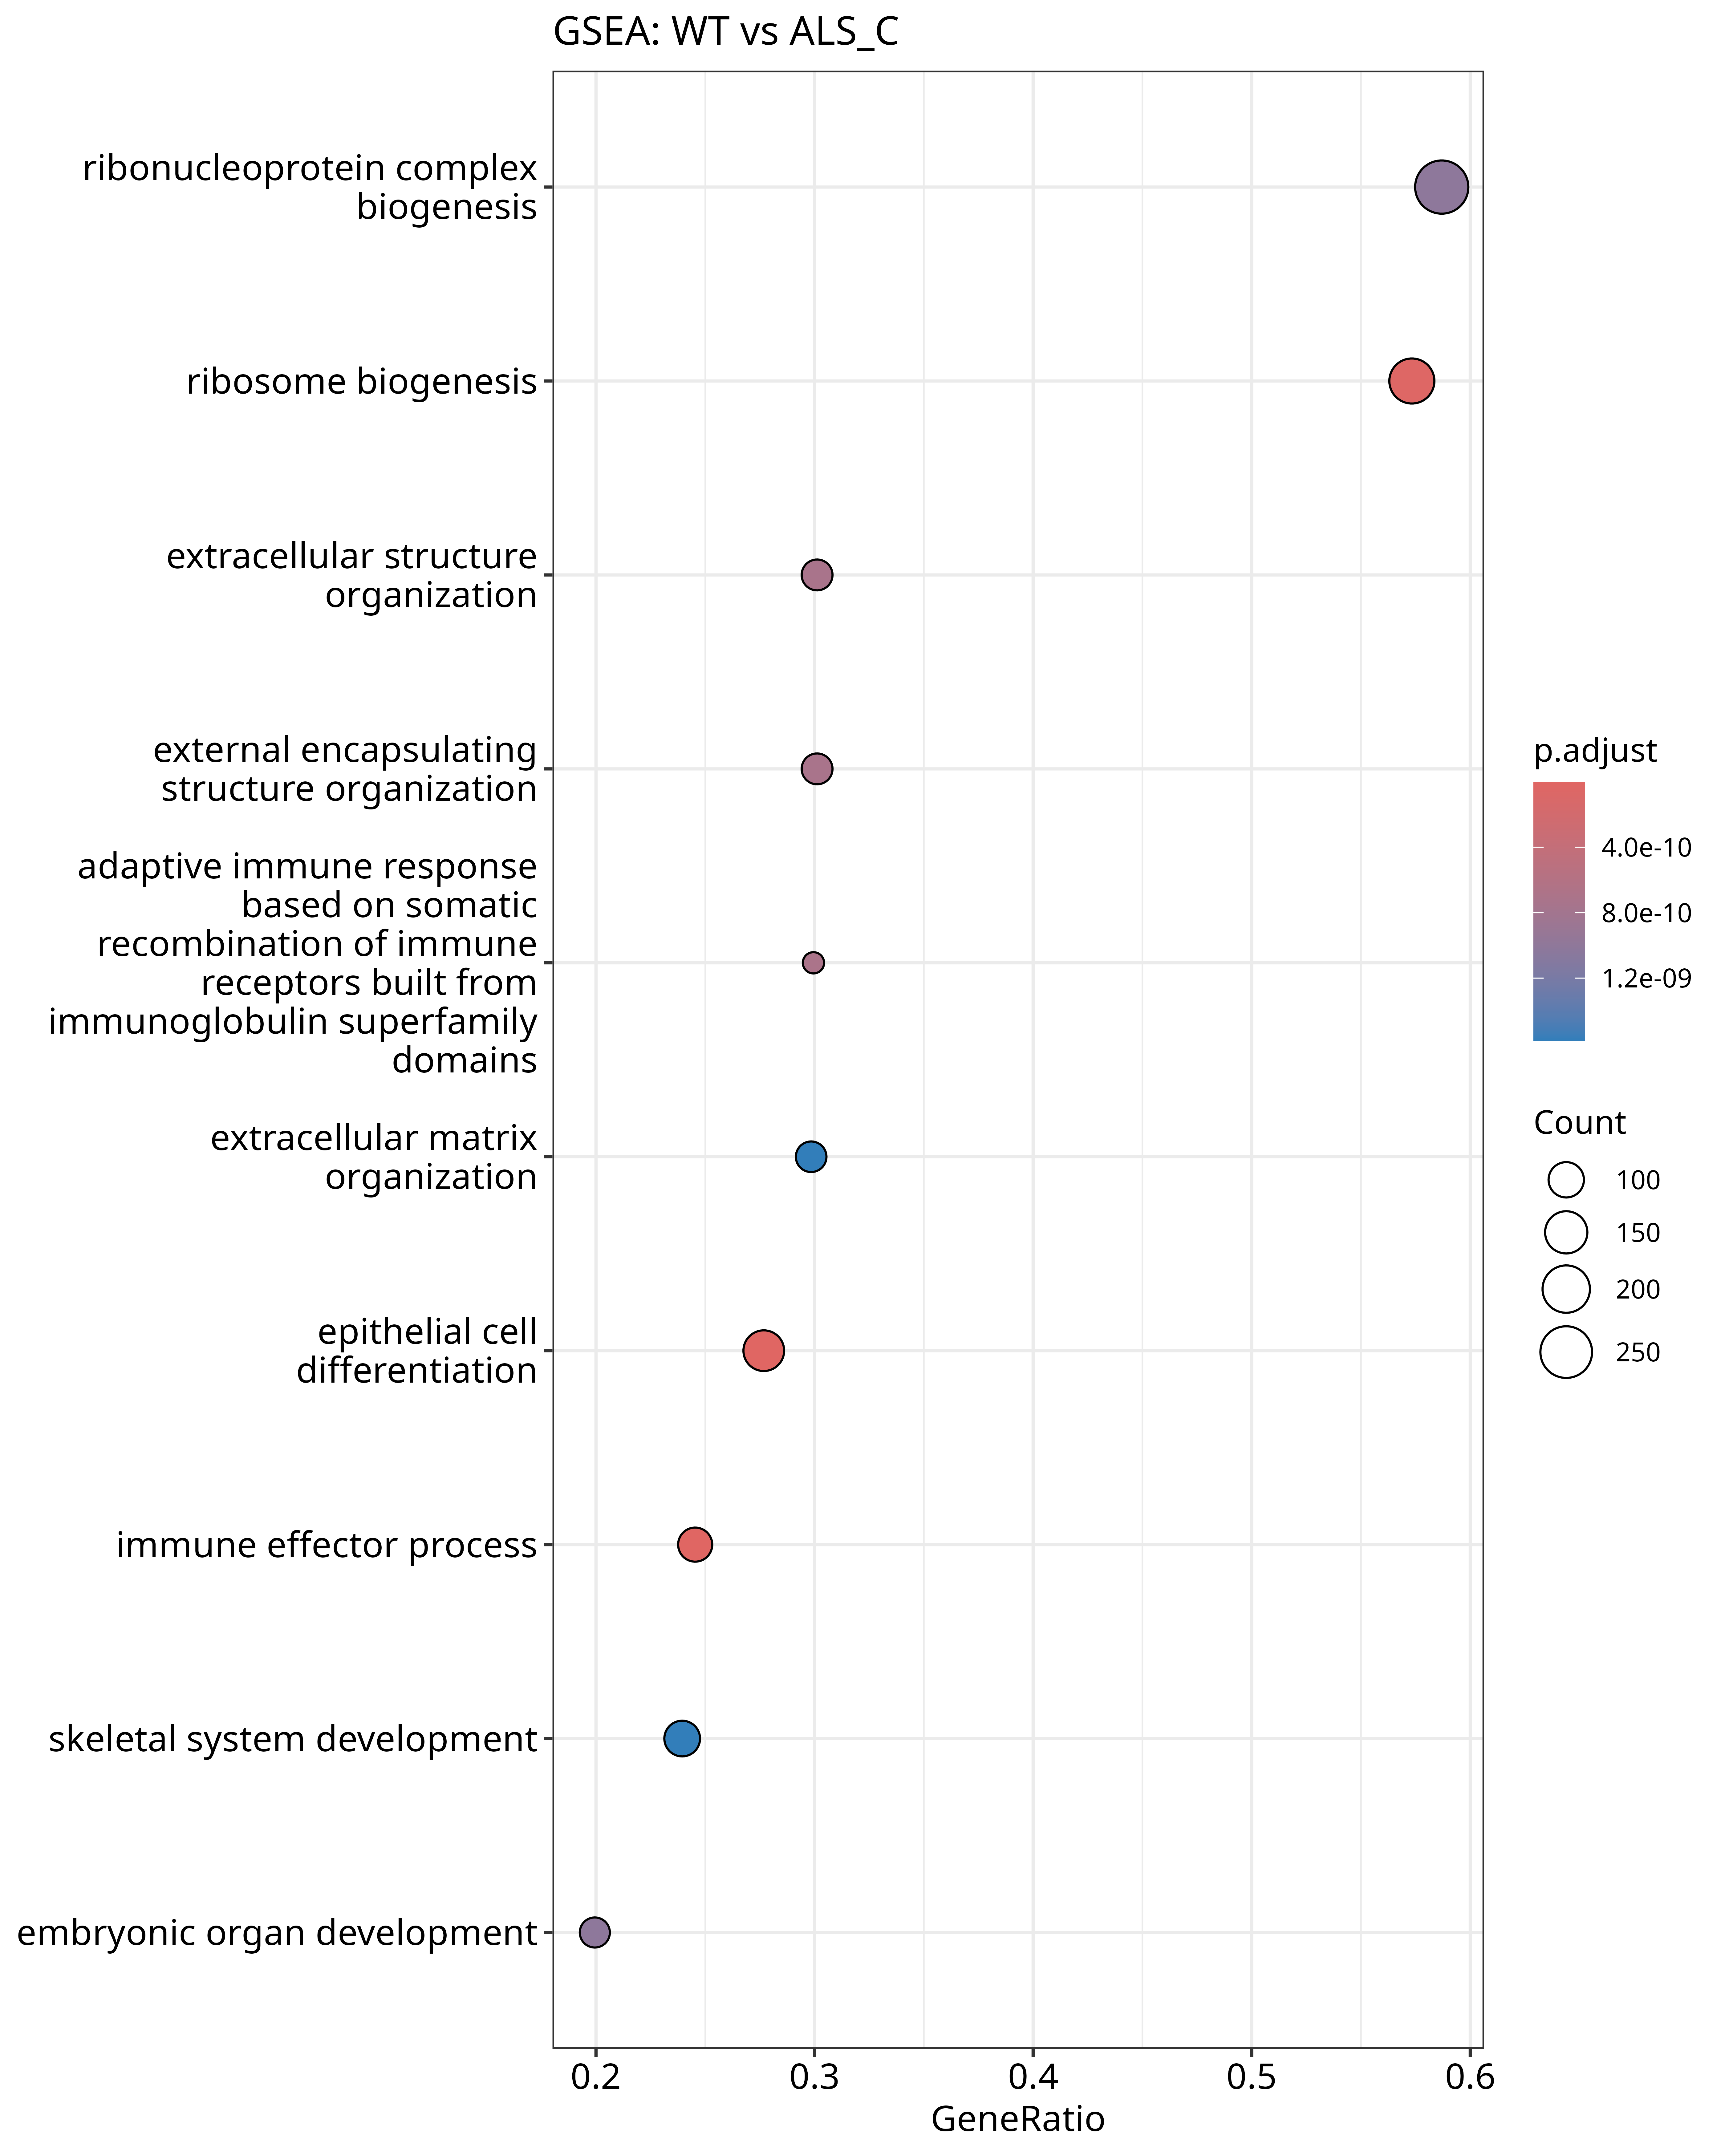 GSEA: WT vs ALS_C
ribonucleoprotein complex
biogenesis
ribosome biogenesis
extracellular structure
organization
external encapsulating
structure organization
adaptive immune response
based on somatic
recombination of immune
receptors built from
immunoglobulin superfamily
domains
extracellular matrix
organization
epithelial cell
differentiation
immune effector process
skeletal system development
embryonic organ development
0.2
0.3
0.4
0.5
0.6
GeneRatio
p.adjust
4.0e-10
8.0e-10
1.2e-09
Count
100
150
200
250